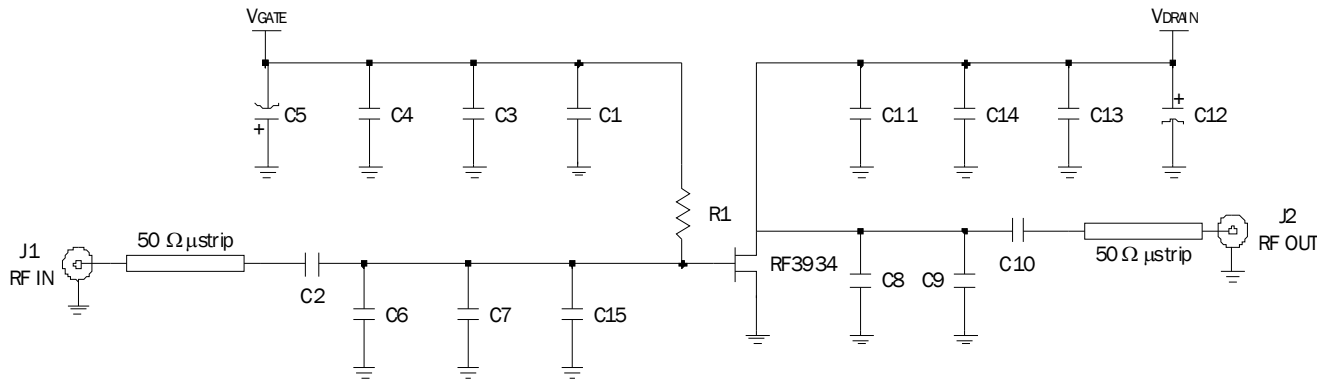 VGATE
VDRAIN
C5
+
C4
C3
C1
C11
C14
C13
+
C12
R1
J1
RF IN
50 Ω μstrip
C2
C6
C7
C15
RF3934
C8
C9
C10
50 Ω μstrip
J2
RF OUT